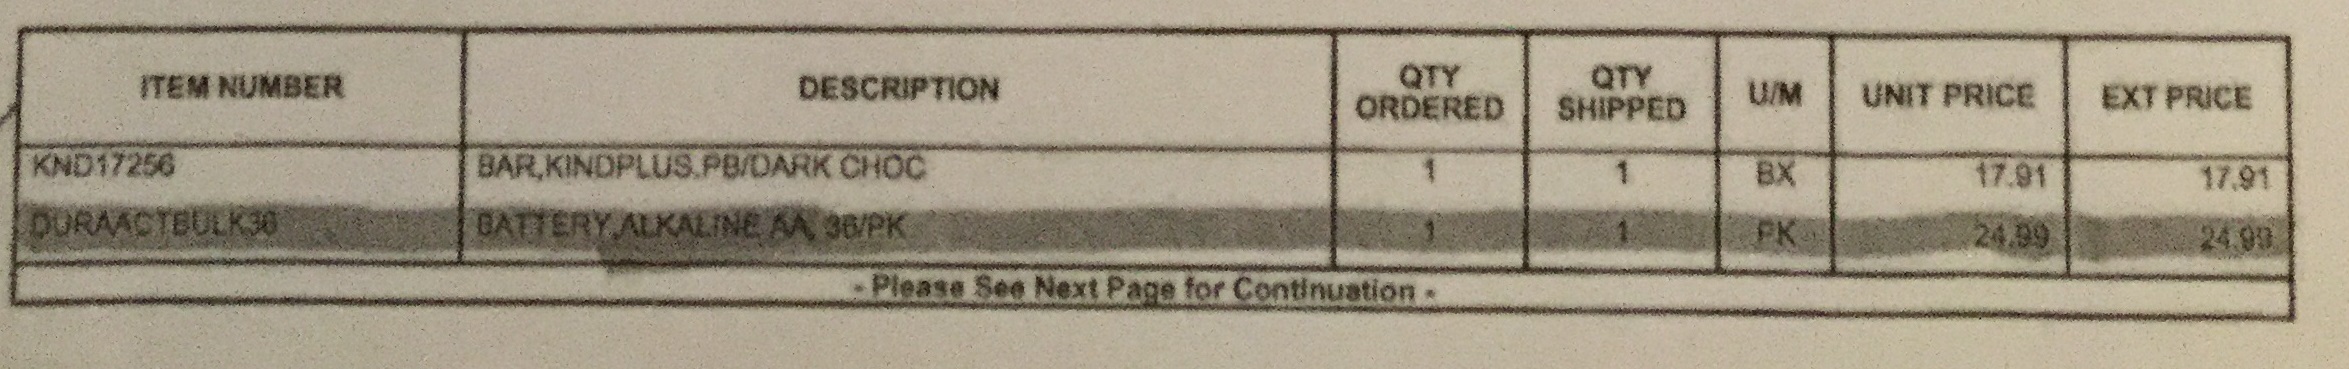 ITEM NUMBER DESCRIPTION QTY ORDERED QTY SHIPPED U/M UNIT PRICE EXT PRICE
KND17256 BAR,KINDPLUS.PB/DARK CHOC 1 1 BX 17.91 17.91
DURAACTBULK36 BATTERY,ALKALINE AA, 36/PK 1 1 PK 24.99 24.99
- Please See Next Page for Continuation -